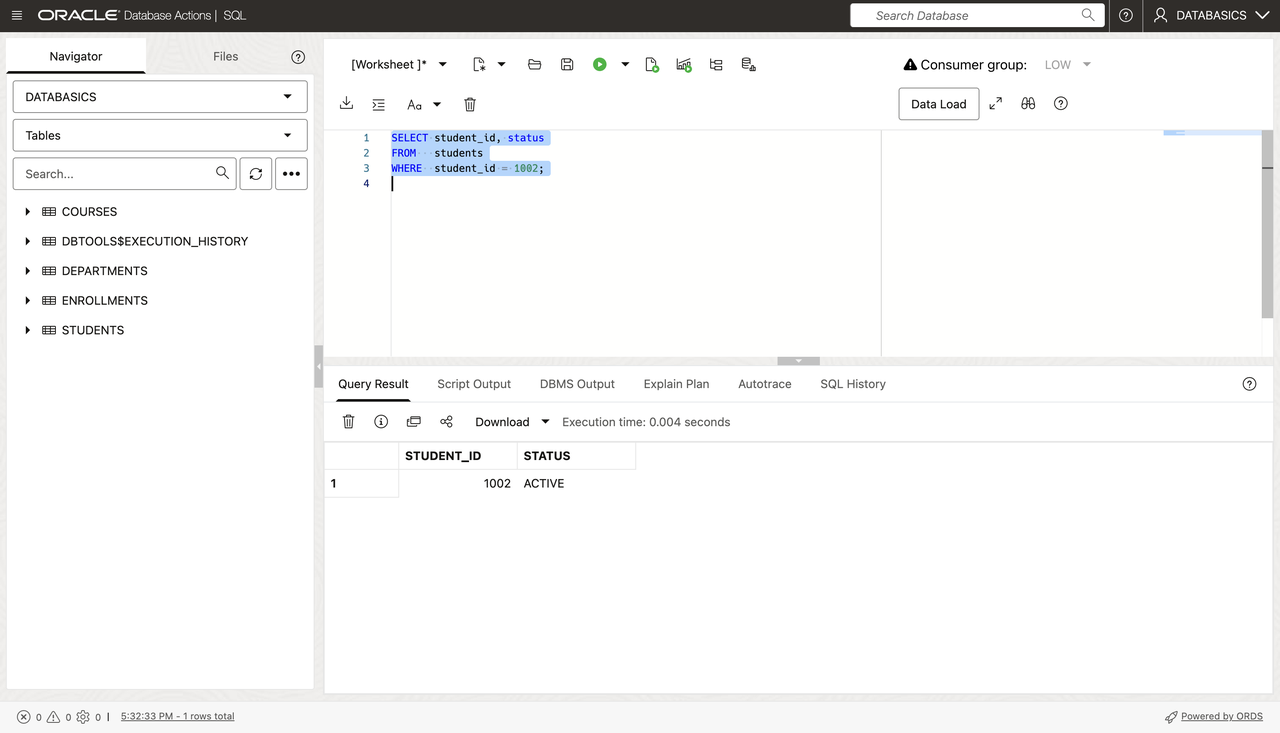 ORACLE Database Actions | SQL
Search Database
DATABASICS
Navigator
Files
DATABASICS
Tables
Search...
COURSES
DBTOOLS$EXECUTION_HISTORY
DEPARTMENTS
ENROLLMENTS
STUDENTS
[Worksheet ]*
Consumer group: LOW
Aa
Data Load
1 SELECT student_id, status
2 FROM students
3 WHERE student_id = 1002;
4
Query Result
Script Output
DBMS Output
Explain Plan
Autotrace
SQL History
Download
Execution time: 0.004 seconds
STUDENT_ID STATUS
1 1002 ACTIVE
0 0 0 | 5:32:33 PM - 1 rows total
Powered by ORDS